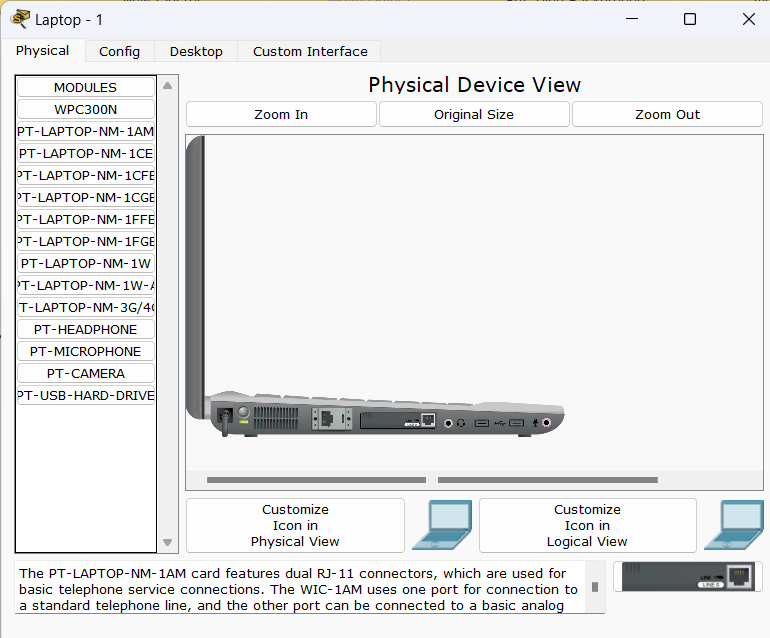 Laptop - 1
Physical
Config
Desktop
Custom Interface
MODULES
WPC300N
PT-LAPTOP-NM-1AM
PT-LAPTOP-NM-1CE
PT-LAPTOP-NM-1CFE
PT-LAPTOP-NM-1CGE
PT-LAPTOP-NM-1FFE
PT-LAPTOP-NM-1FGE
PT-LAPTOP-NM-1W
PT-LAPTOP-NM-1W-A
T-LAPTOP-NM-3G/4G
PT-HEADPHONE
PT-MICROPHONE
PT-CAMERA
PT-USB-HARD-DRIVE
Physical Device View
Zoom In
Original Size
Zoom Out
Customize
Icon in
Physical View
Customize
Icon in
Logical View
The PT-LAPTOP-NM-1AM card features dual RJ-11 connectors, which are used for
basic telephone service connections. The WIC-1AM uses one port for connection to
a standard telephone line, and the other port can be connected to a basic analog